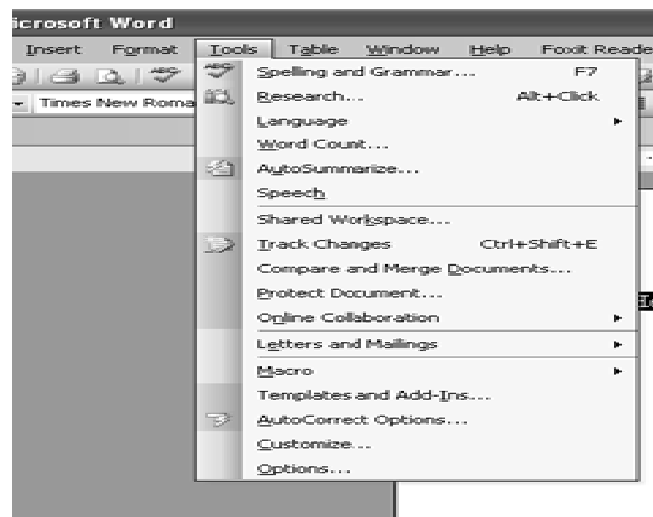 icrosoft Word
Insert Format Tools Table Window Help Foxit Reade
Times New Roma
Spelling and Grammar... F7
Research... Alt+Click
Language
Word Count...
AutoSummarize...
Speech
Shared Workspace...
Track Changes Ctrl+Shift+E
Compare and Merge Documents...
Protect Document...
Online Collaboration
Letters and Mailings
Macro
Templates and Add-Ins...
AutoCorrect Options...
Customize...
Options...